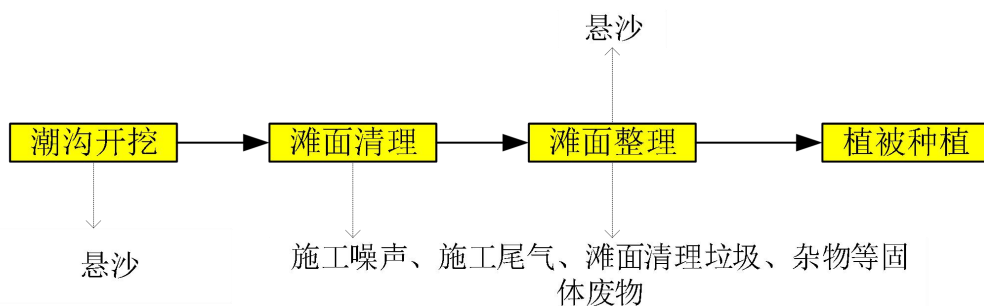 悬沙
潮沟开挖
滩面清理
滩面整理
植被种植
悬沙
施工噪声、施工尾气、滩面清理垃圾、杂物等固
体废物